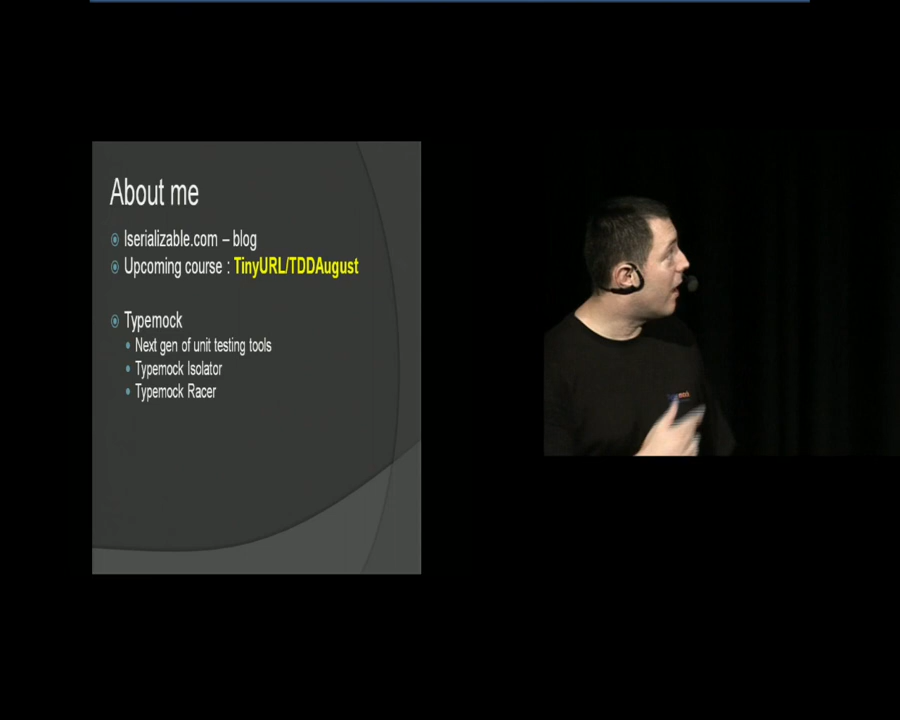 About me
Iserializable.com – blog
Upcoming course : TinyURL/TDDAugust
Typemock
Next gen of unit testing tools
Typemock Isolator
Typemock Racer